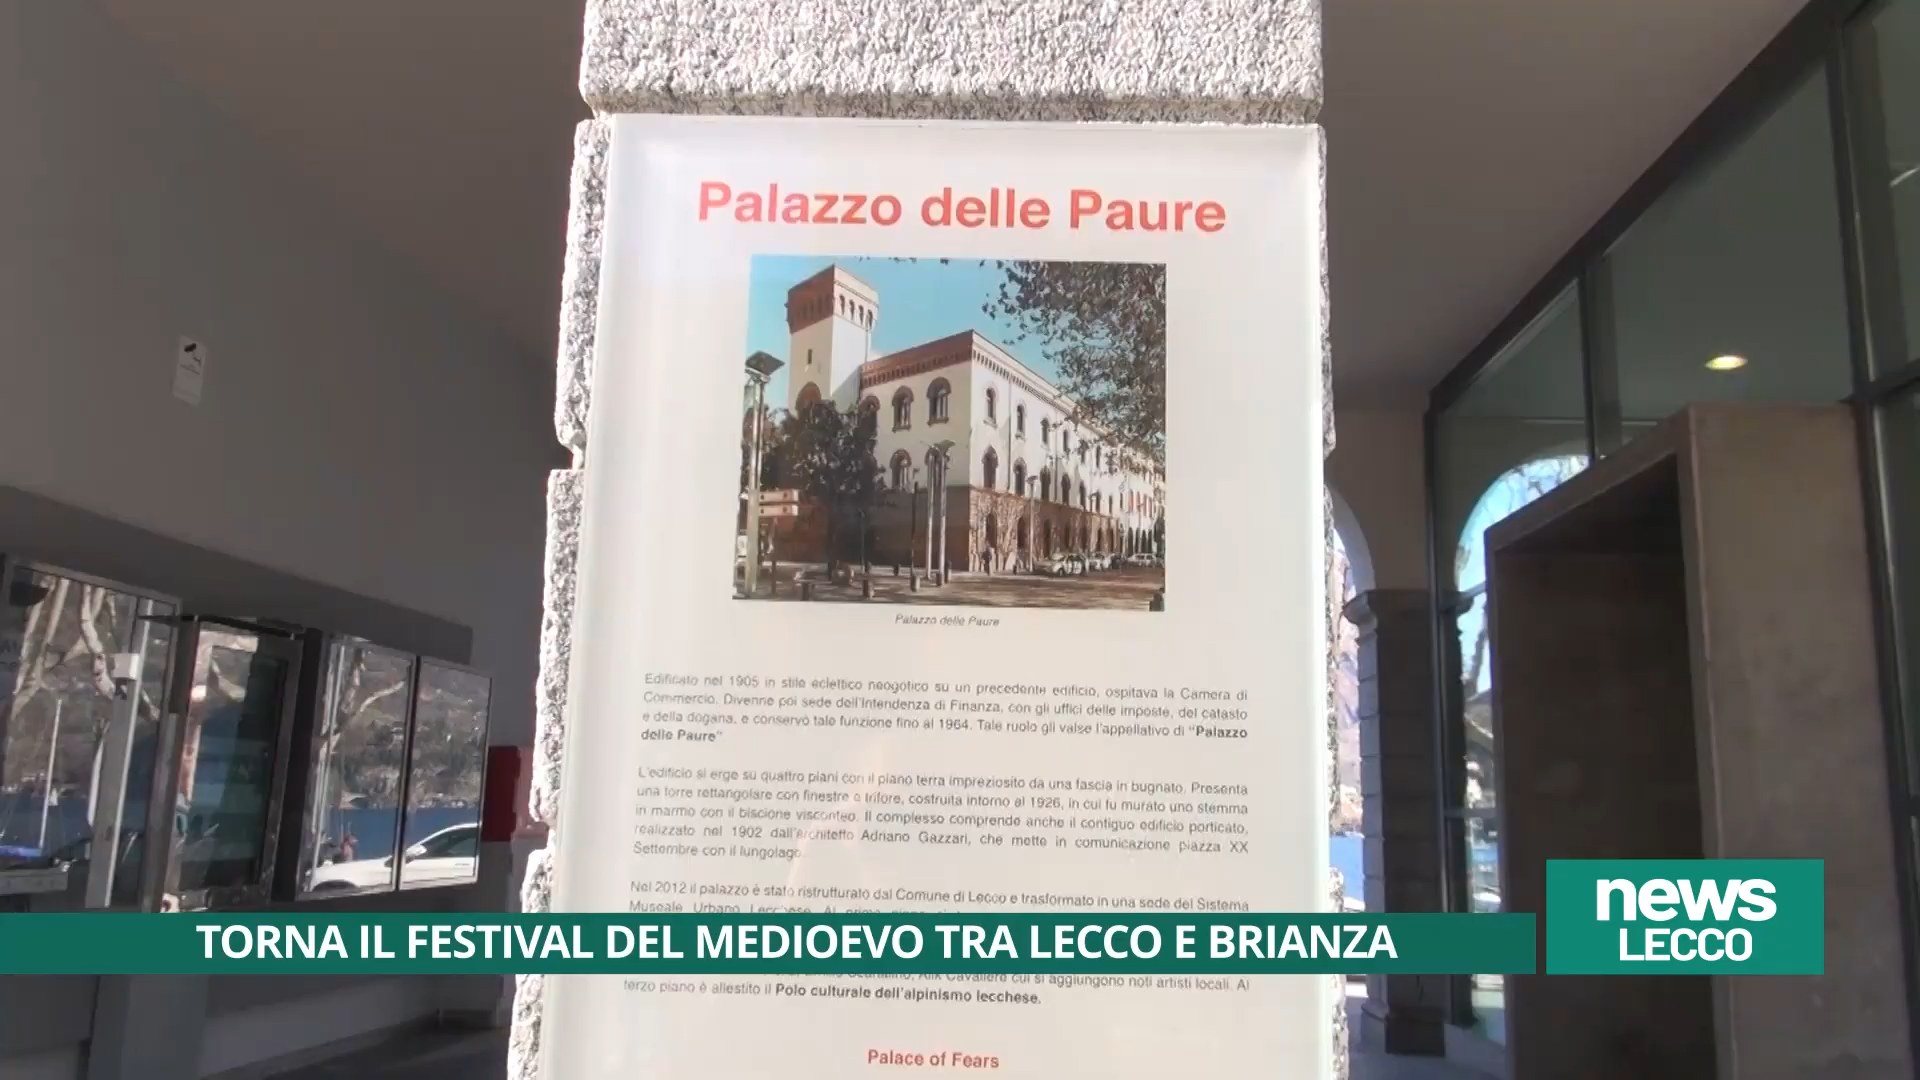 Palazzo delle Paure
Palazzo delle Paure
Edificato nel 1905 in stile eclettico neogotico su un precedente edificio, ospitava la Camera di
Commercio. Divenne poi sede dell'Intendenza di Finanza, con gli uffici delle imposte, del catasto
e della dogana, e conservò tale funzione fino al 1964. Tale ruolo gli valse l'appellativo di "Palazzo
delle Paure"
L'edificio si erge su quattro piani con il piano terra impreziosito da una fascia in bugnato. Presenta
una torre rettangolare con finestre a trifore, costruita intorno al 1926, in cui fu murato uno stemma
in marmo con il biscione visconteo. Il complesso comprende anche il contiguo edificio porticato,
realizzato nel 1902 dall'architetto Adriano Gazzari, che mette in comunicazione piazza XX
Settembre con il lungolago.
Nel 2012 il palazzo è stato ristrutturato dal Comune di Lecco e trasformato in una sede del Sistema
Museale Urbano Lecchese. Al primo piano
TORNA IL FESTIVAL DEL MEDIOEVO TRA LECCO E BRIANZA
news
LECCO
Scanavino, Alik Cavaliere cui si aggiungono noti artisti locali. Al
terzo piano è allestito il Polo culturale dell'alpinismo lecchese.
Palace of Fears